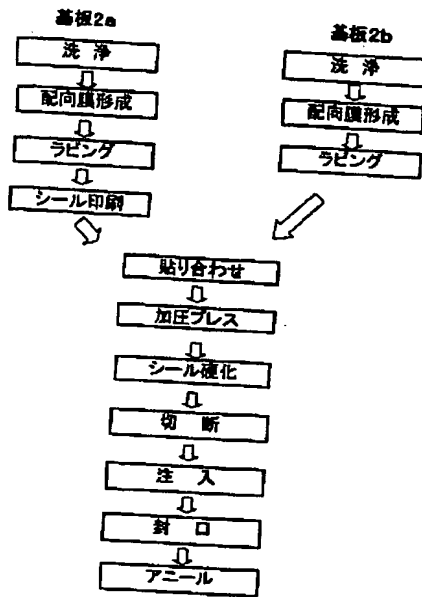 基板2a
洗 浄
配向膜形成
ラビング
シール印刷
基板2b
洗 浄
配向膜形成
ラビング
貼り合わせ
加圧プレス
シール硬化
切 断
注 入
封 口
アニール